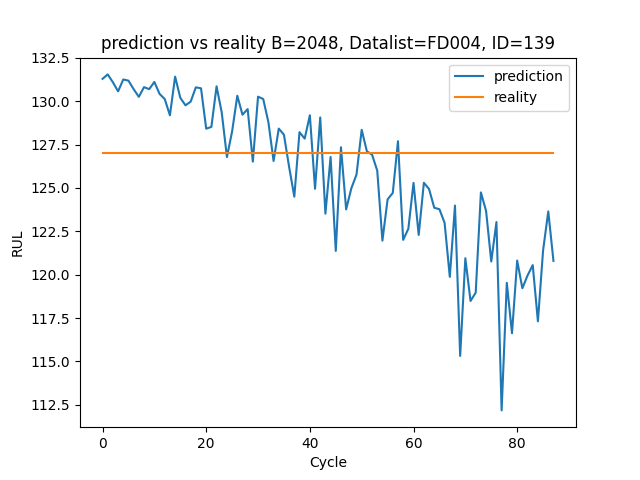 prediction vs reality B=2048, Datalist=FD004, ID=139
132.5
130.0
127.5
125.0
122.5
120.0
117.5
115.0
112.5
RUL
prediction
reality
0 20 40 60 80
Cycle